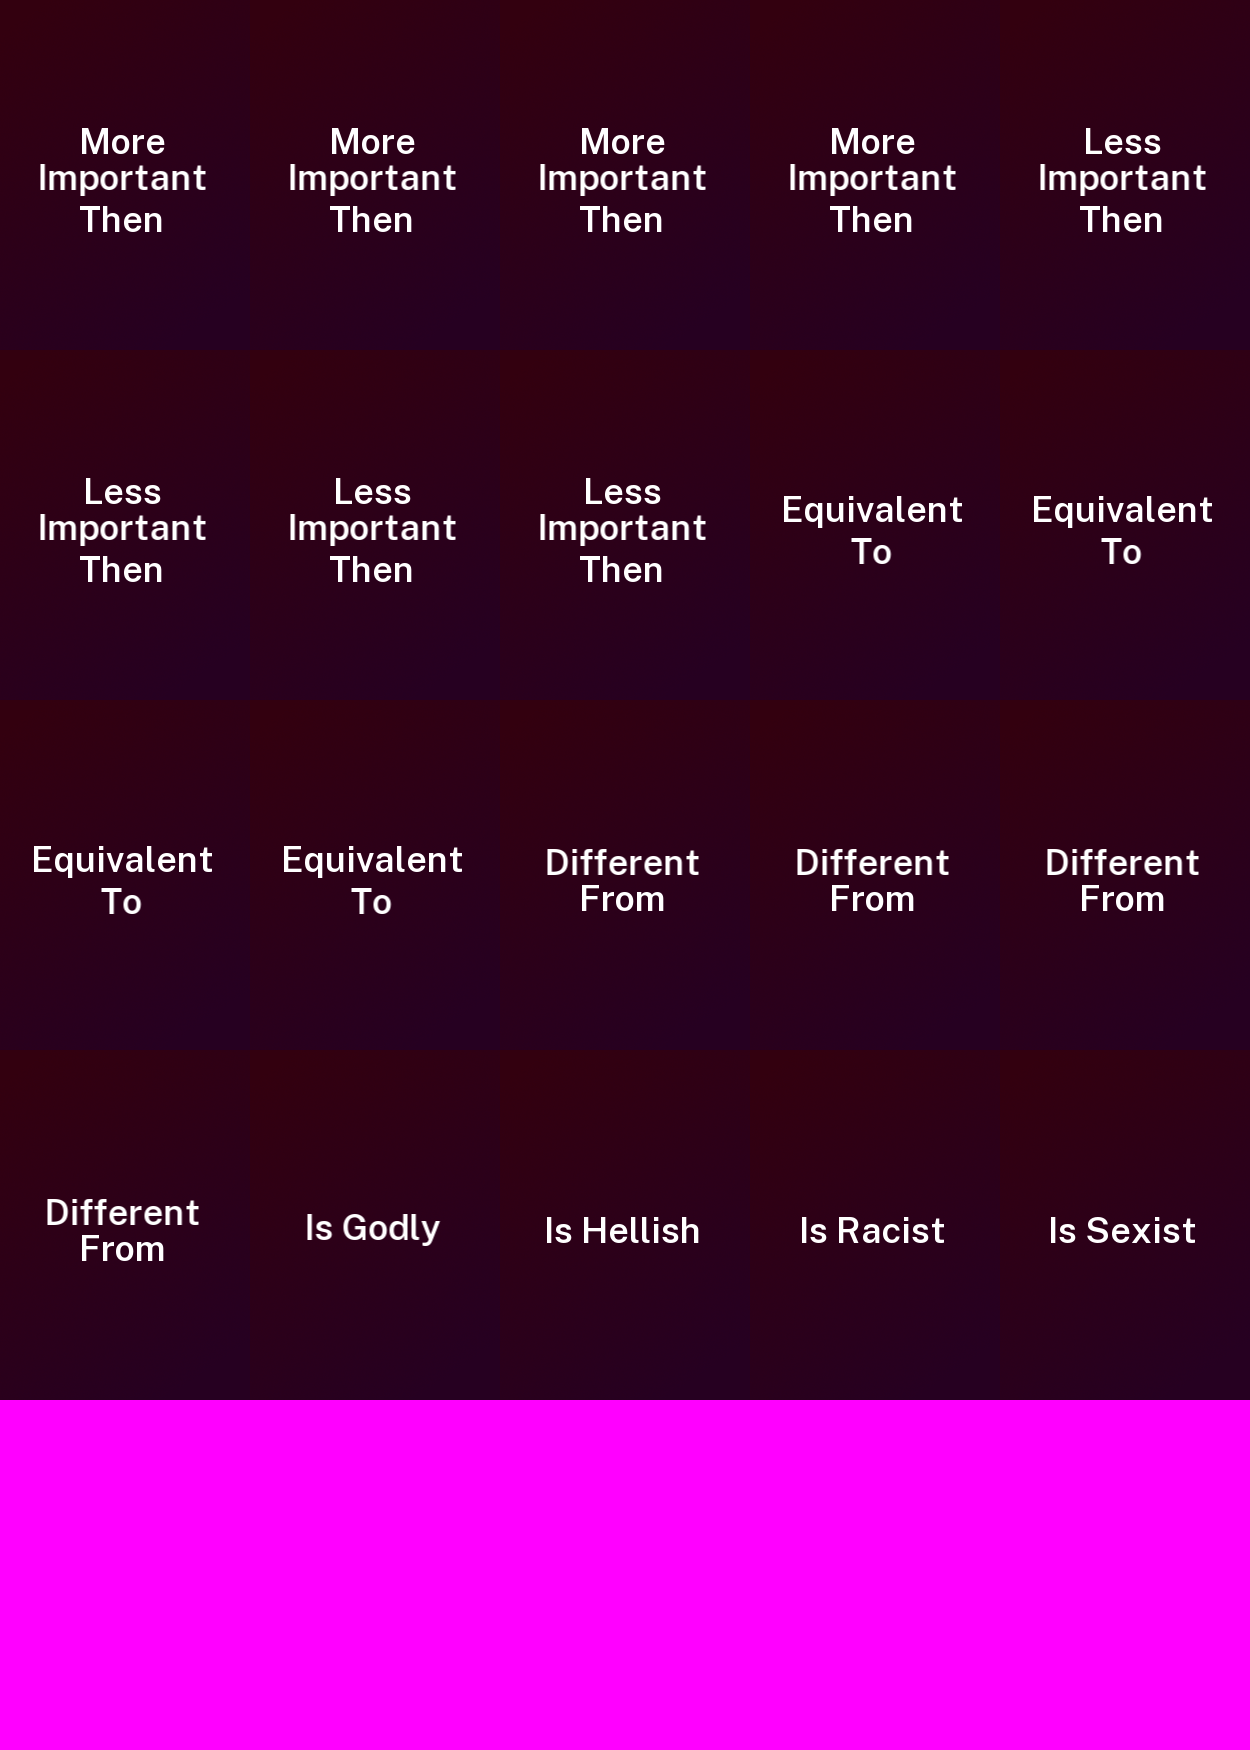 More
Important
Then
More
Important
Then
More
Important
Then
More
Important
Then
Less
Important
Then
Less
Important
Then
Less
Important
Then
Less
Important
Then
Equivalent
To
Equivalent
To
Equivalent
To
Equivalent
To
Different
From
Different
From
Different
From
Different
From
Is Godly
Is Hellish
Is Racist
Is Sexist